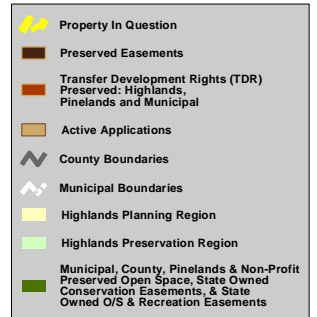 Property In Question
Preserved Easements
Transfer Development Rights (TDR)
Preserved: Highlands,
Pinelands and Municipal
Active Applications
County Boundaries
Municipal Boundaries
Highlands Planning Region
Highlands Preservation Region
Municipal, County, Pinelands & Non-Profit
Preserved Open Space, State Owned
Conservation Easements, & State
Owned O/S & Recreation Easements